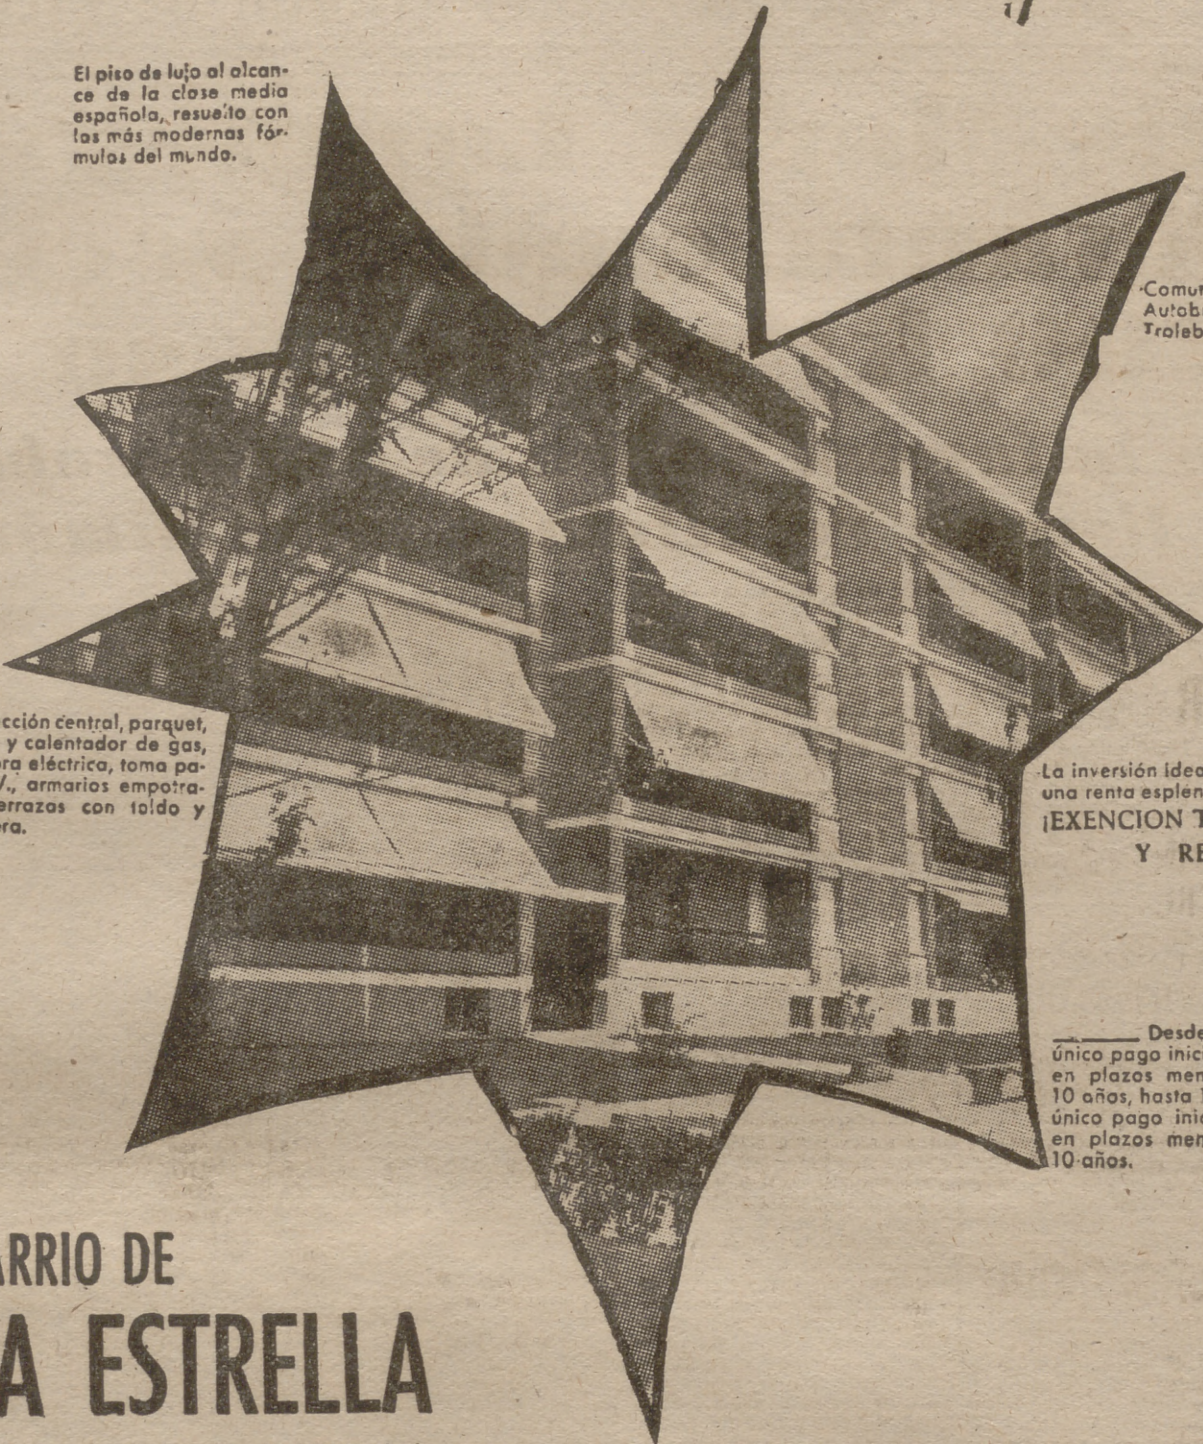 El piso de lujo al alcan-
ce de la clase media
española, resuelto con
las más modernas fór-
mulas del mundo.
Comun
Autob
Troleb
cción central, parquet,
y calentador de gas,
ra eléctrica, toma pa-
V., armarios empotra-
errazas con toldo y
era.
La inversión idea
una renta esplén
¡EXENCION T
Y RE
Desde
único pago inic
en plazos men
10 años, hasta
único pago inic
en plazos men
10 años.
ARRIO DE
A ESTRELLA